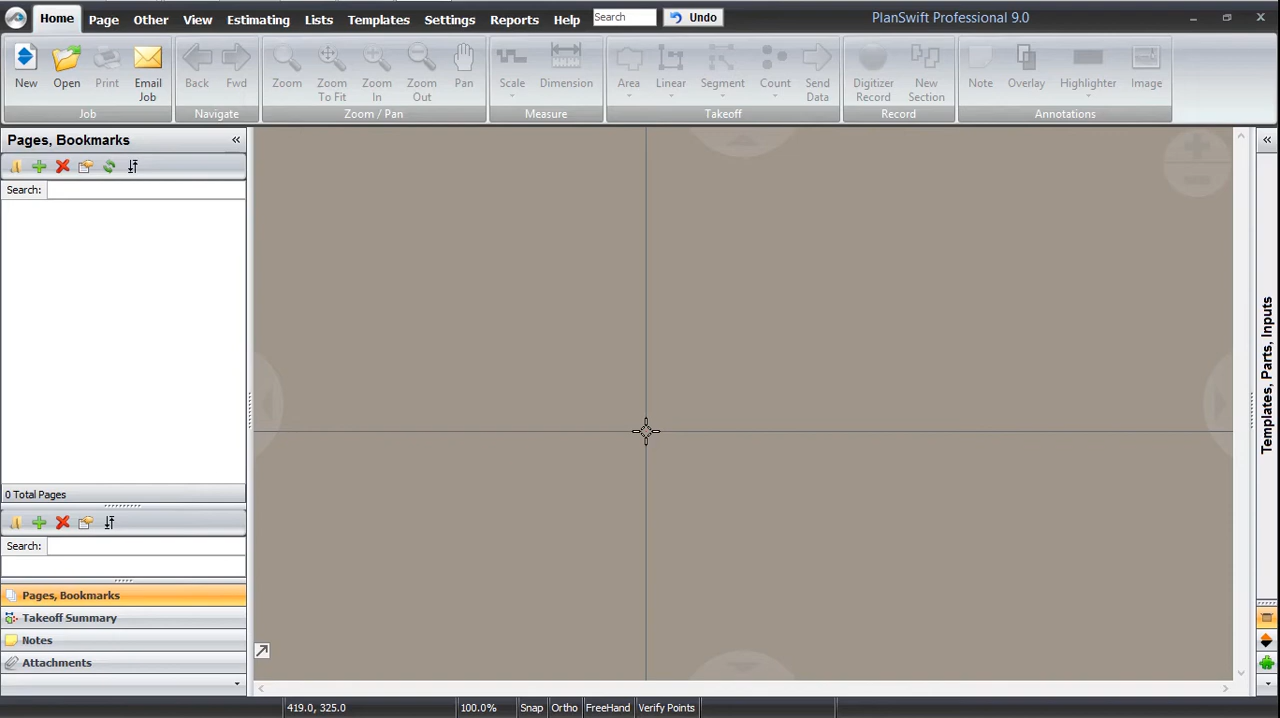 Home Page Other View Estimating Lists Templates Settings Reports Help Search Undo PlanSwift Professional 9.0
New Open Print Email Job Back Fwd Zoom Zoom To Fit Zoom In Zoom Out Pan Scale Dimension Area Linear Segment Count Send Data Digitizer Record New Section Note Overlay Highlighter Image
Job Navigate Zoom / Pan Measure Takeoff Record Annotations
Pages, Bookmarks
Search:
0 Total Pages
Search:
Pages, Bookmarks
Takeoff Summary
Notes
Attachments
Templates, Parts, Inputs
419.0, 325.0 100.0% Snap Ortho FreeHand Verify Points